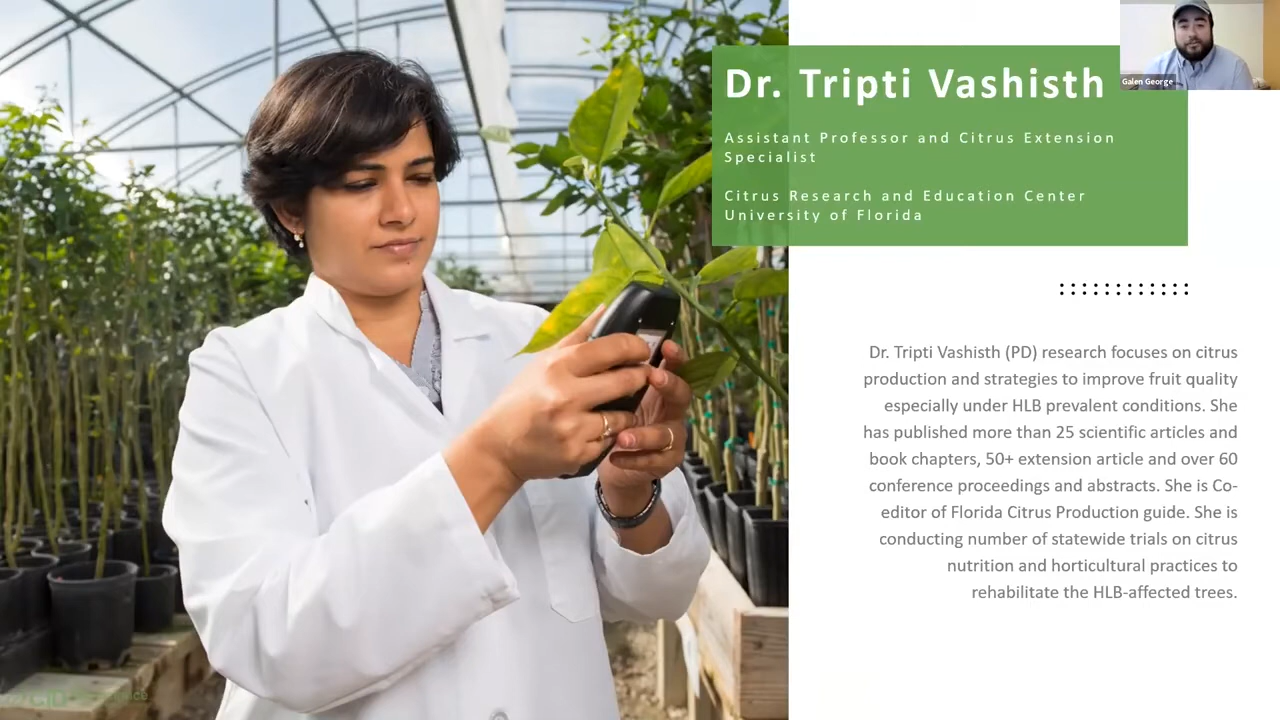 Dr. Tripti Vashisth
Galen George
Assistant Professor and Citrus Extension
Specialist
Citrus Research and Education Center
University of Florida
Dr. Tripti Vashisth (PD) research focuses on citrus
production and strategies to improve fruit quality
especially under HLB prevalent conditions. She
has published more than 25 scientific articles and
book chapters, 50+ extension article and over 60
conference proceedings and abstracts. She is Co-
editor of Florida Citrus Production guide. She is
conducting number of statewide trials on citrus
nutrition and horticultural practices to
rehabilitate the HLB-affected trees.